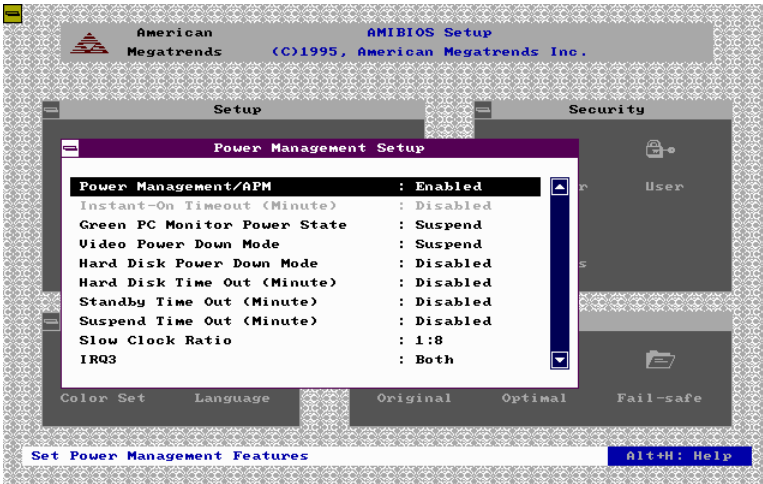 American Megatrends
AMIBIOS Setup
(C)1995, American Megatrends Inc.
Setup
Security
Power Management Setup
Power Management/APM : Enabled
Instant-On Timeout (Minute) : Disabled
Green PC Monitor Power State : Suspend
Video Power Down Mode : Suspend
Hard Disk Power Down Mode : Disabled
Hard Disk Time Out (Minute) : Disabled
Standby Time Out (Minute) : Disabled
Suspend Time Out (Minute) : Disabled
Slow Clock Ratio : 1:8
IRQ3 : Both
User
Color Set
Language
Original
Optimal
Fail-safe
Set Power Management Features
Alt+H: Help